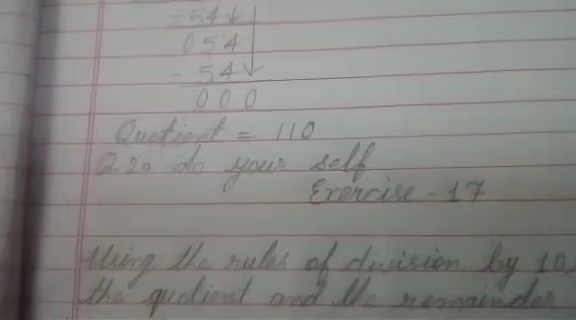 - 54↓
054
- 54
000
Quotient = 110
Q.20 do your self
Exercise - 17
Using the rules of division by 10,
the quotient and the remainder